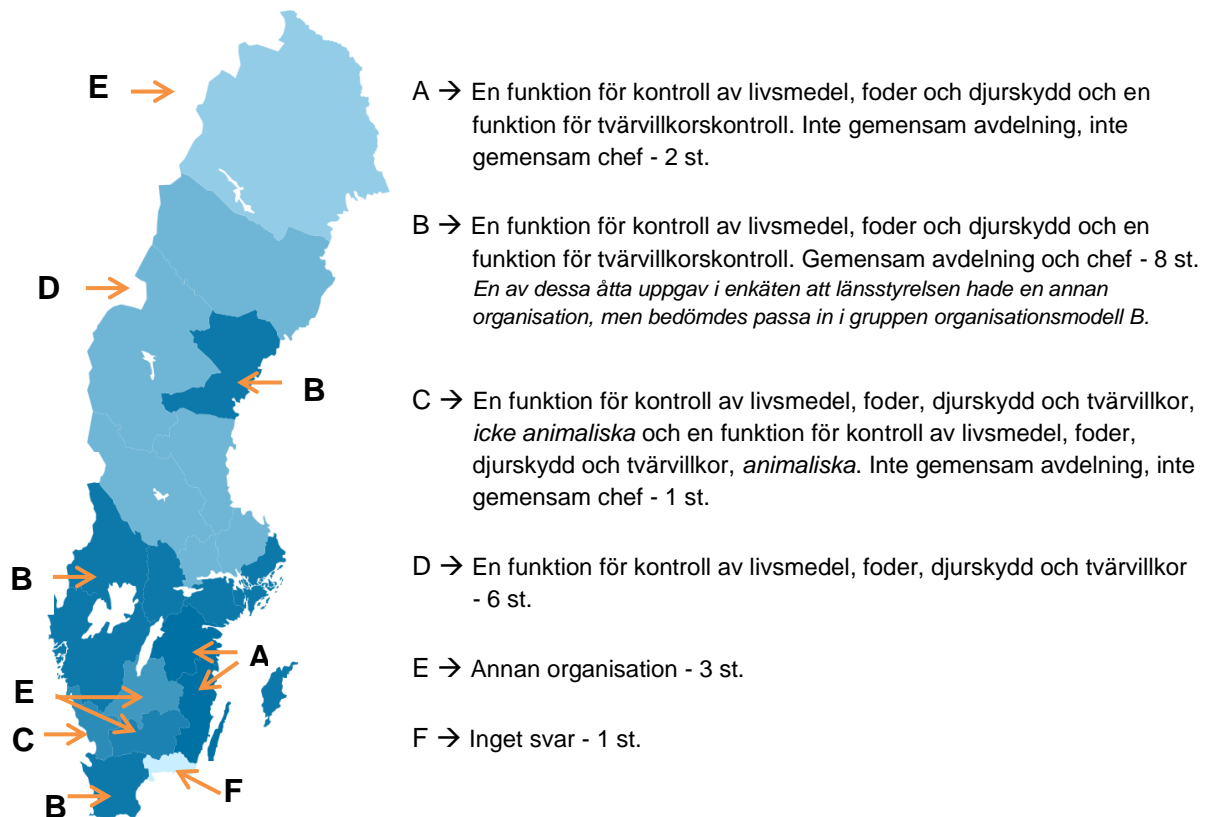 E
D
B
B
A
E
C
F
B
A → En funktion för kontroll av livsmedel, foder och djurskydd och en
funktion för tvärvillkorskontroll. Inte gemensam avdelning, inte
gemensam chef - 2 st.
B → En funktion för kontroll av livsmedel, foder och djurskydd och en
funktion för tvärvillkorskontroll. Gemensam avdelning och chef - 8 st.
En av dessa åtta uppgav i enkäten att länsstyrelsen hade en annan
organisation, men bedömdes passa in i gruppen organisationsmodell B.
C → En funktion för kontroll av livsmedel, foder, djurskydd och tvärvillkor,
icke animaliska och en funktion för kontroll av livsmedel, foder,
djurskydd och tvärvillkor, animaliska. Inte gemensam avdelning, inte
gemensam chef - 1 st.
D → En funktion för kontroll av livsmedel, foder, djurskydd och tvärvillkor
- 6 st.
E → Annan organisation - 3 st.
F → Inget svar - 1 st.